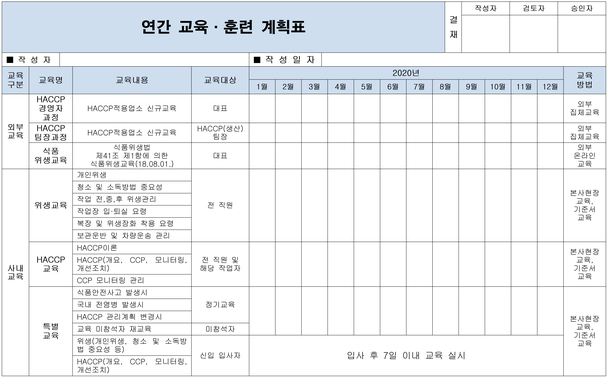 연간 교육·훈련 계획표
결재
작성자 검토자 승인자
■ 작 성 자
■ 작 성 일 자
교육구분 교육명 교육내용 교육대상 2020년 교육방법
1월 2월 3월 4월 5월 6월 7월 8월 9월 10월 11월 12월
외부
교육
HACCP
경영자
과정
HACCP적용업소 신규교육
대표
외부
집체교육
HACCP
팀장과정
HACCP적용업소 신규교육
HACCP(생산)
팀장
외부
집체교육
식품
위생교육
식품위생법
제41조 제1항에 의한
식품위생교육(18.08.01.)
대표
외부
온라인
교육
사내
교육
위생교육
개인위생
청소 및 소독방법 중요성
작업 전,중,후 위생관리
작업장 입·퇴실 요령
복장 및 위생장화 착용 요령
보관운반 및 차량운송 관리
전 직원
본사현장
교육,
기준서
교육
HACCP
교육
HACCP이론
HACCP(개요, CCP, 모니터링,
개선조치)
CCP 모니터링 관리
전 직원 및
해당 작업자
본사현장
교육,
기준서
교육
특별
교육
식품안전사고 발생시
국내 전염병 발생시
HACCP 관리계획 변경시
정기교육
교육 미참석자 재교육
미참석자
위생(개인위생, 청소 및 소독방
법 중요성 등)
HACCP(개요, CCP, 모니터링,
개선조치)
신입 입사자
입사 후 7일 이내 교육 실시
본사현장
교육,
기준서
교육